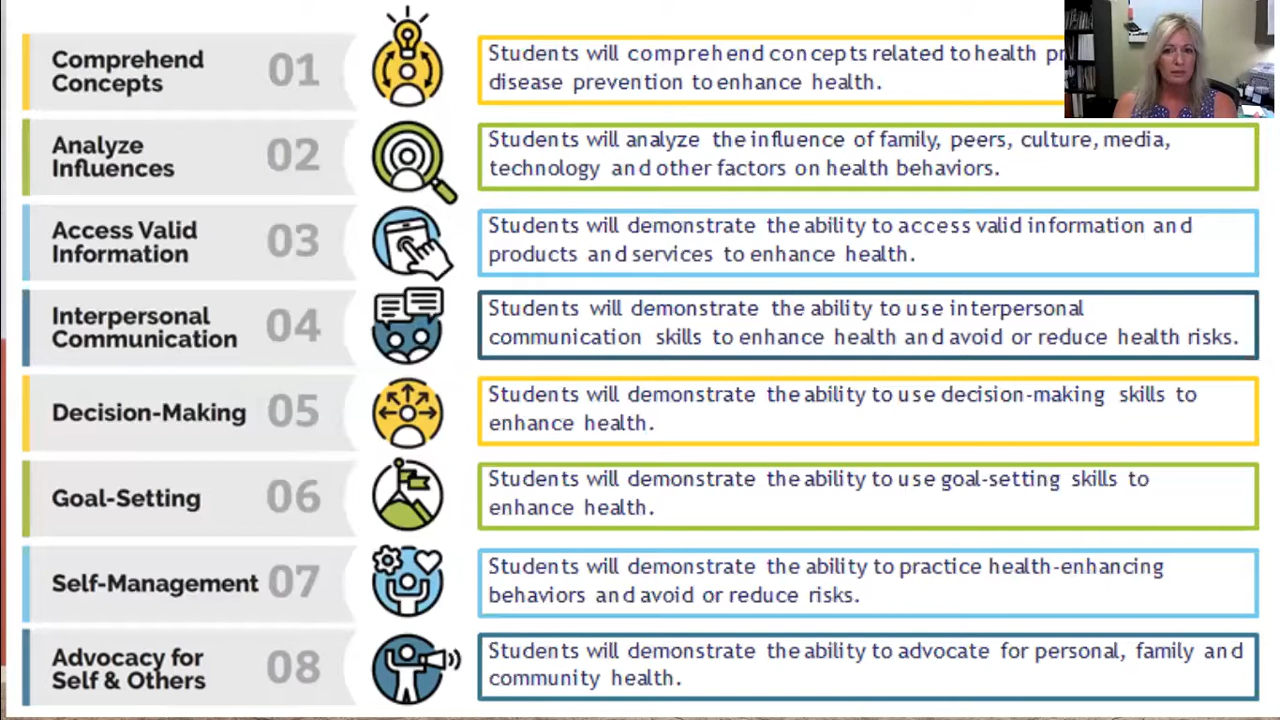 Comprehend
Concepts
01
Students will comprehend concepts related to health
disease prevention to enhance health.
Analyze
Influences
02
Students will analyze the influence of family, peers, culture, media,
technology and other factors on health behaviors.
Access Valid
Information
03
Students will demonstrate the ability to access valid information and
products and services to enhance health.
Interpersonal
Communication
04
Students will demonstrate the ability to use interpersonal
communication skills to enhance health and avoid or reduce health risks.
Decision-Making
05
Students will demonstrate the ability to use decision-making skills to
enhance health.
Goal-Setting
06
Students will demonstrate the ability to use goal-setting skills to
enhance health.
Self-Management
07
Students will demonstrate the ability to practice health-enhancing
behaviors and avoid or reduce risks.
Advocacy for
Self & Others
08
Students will demonstrate the ability to advocate for personal, family and
community health.